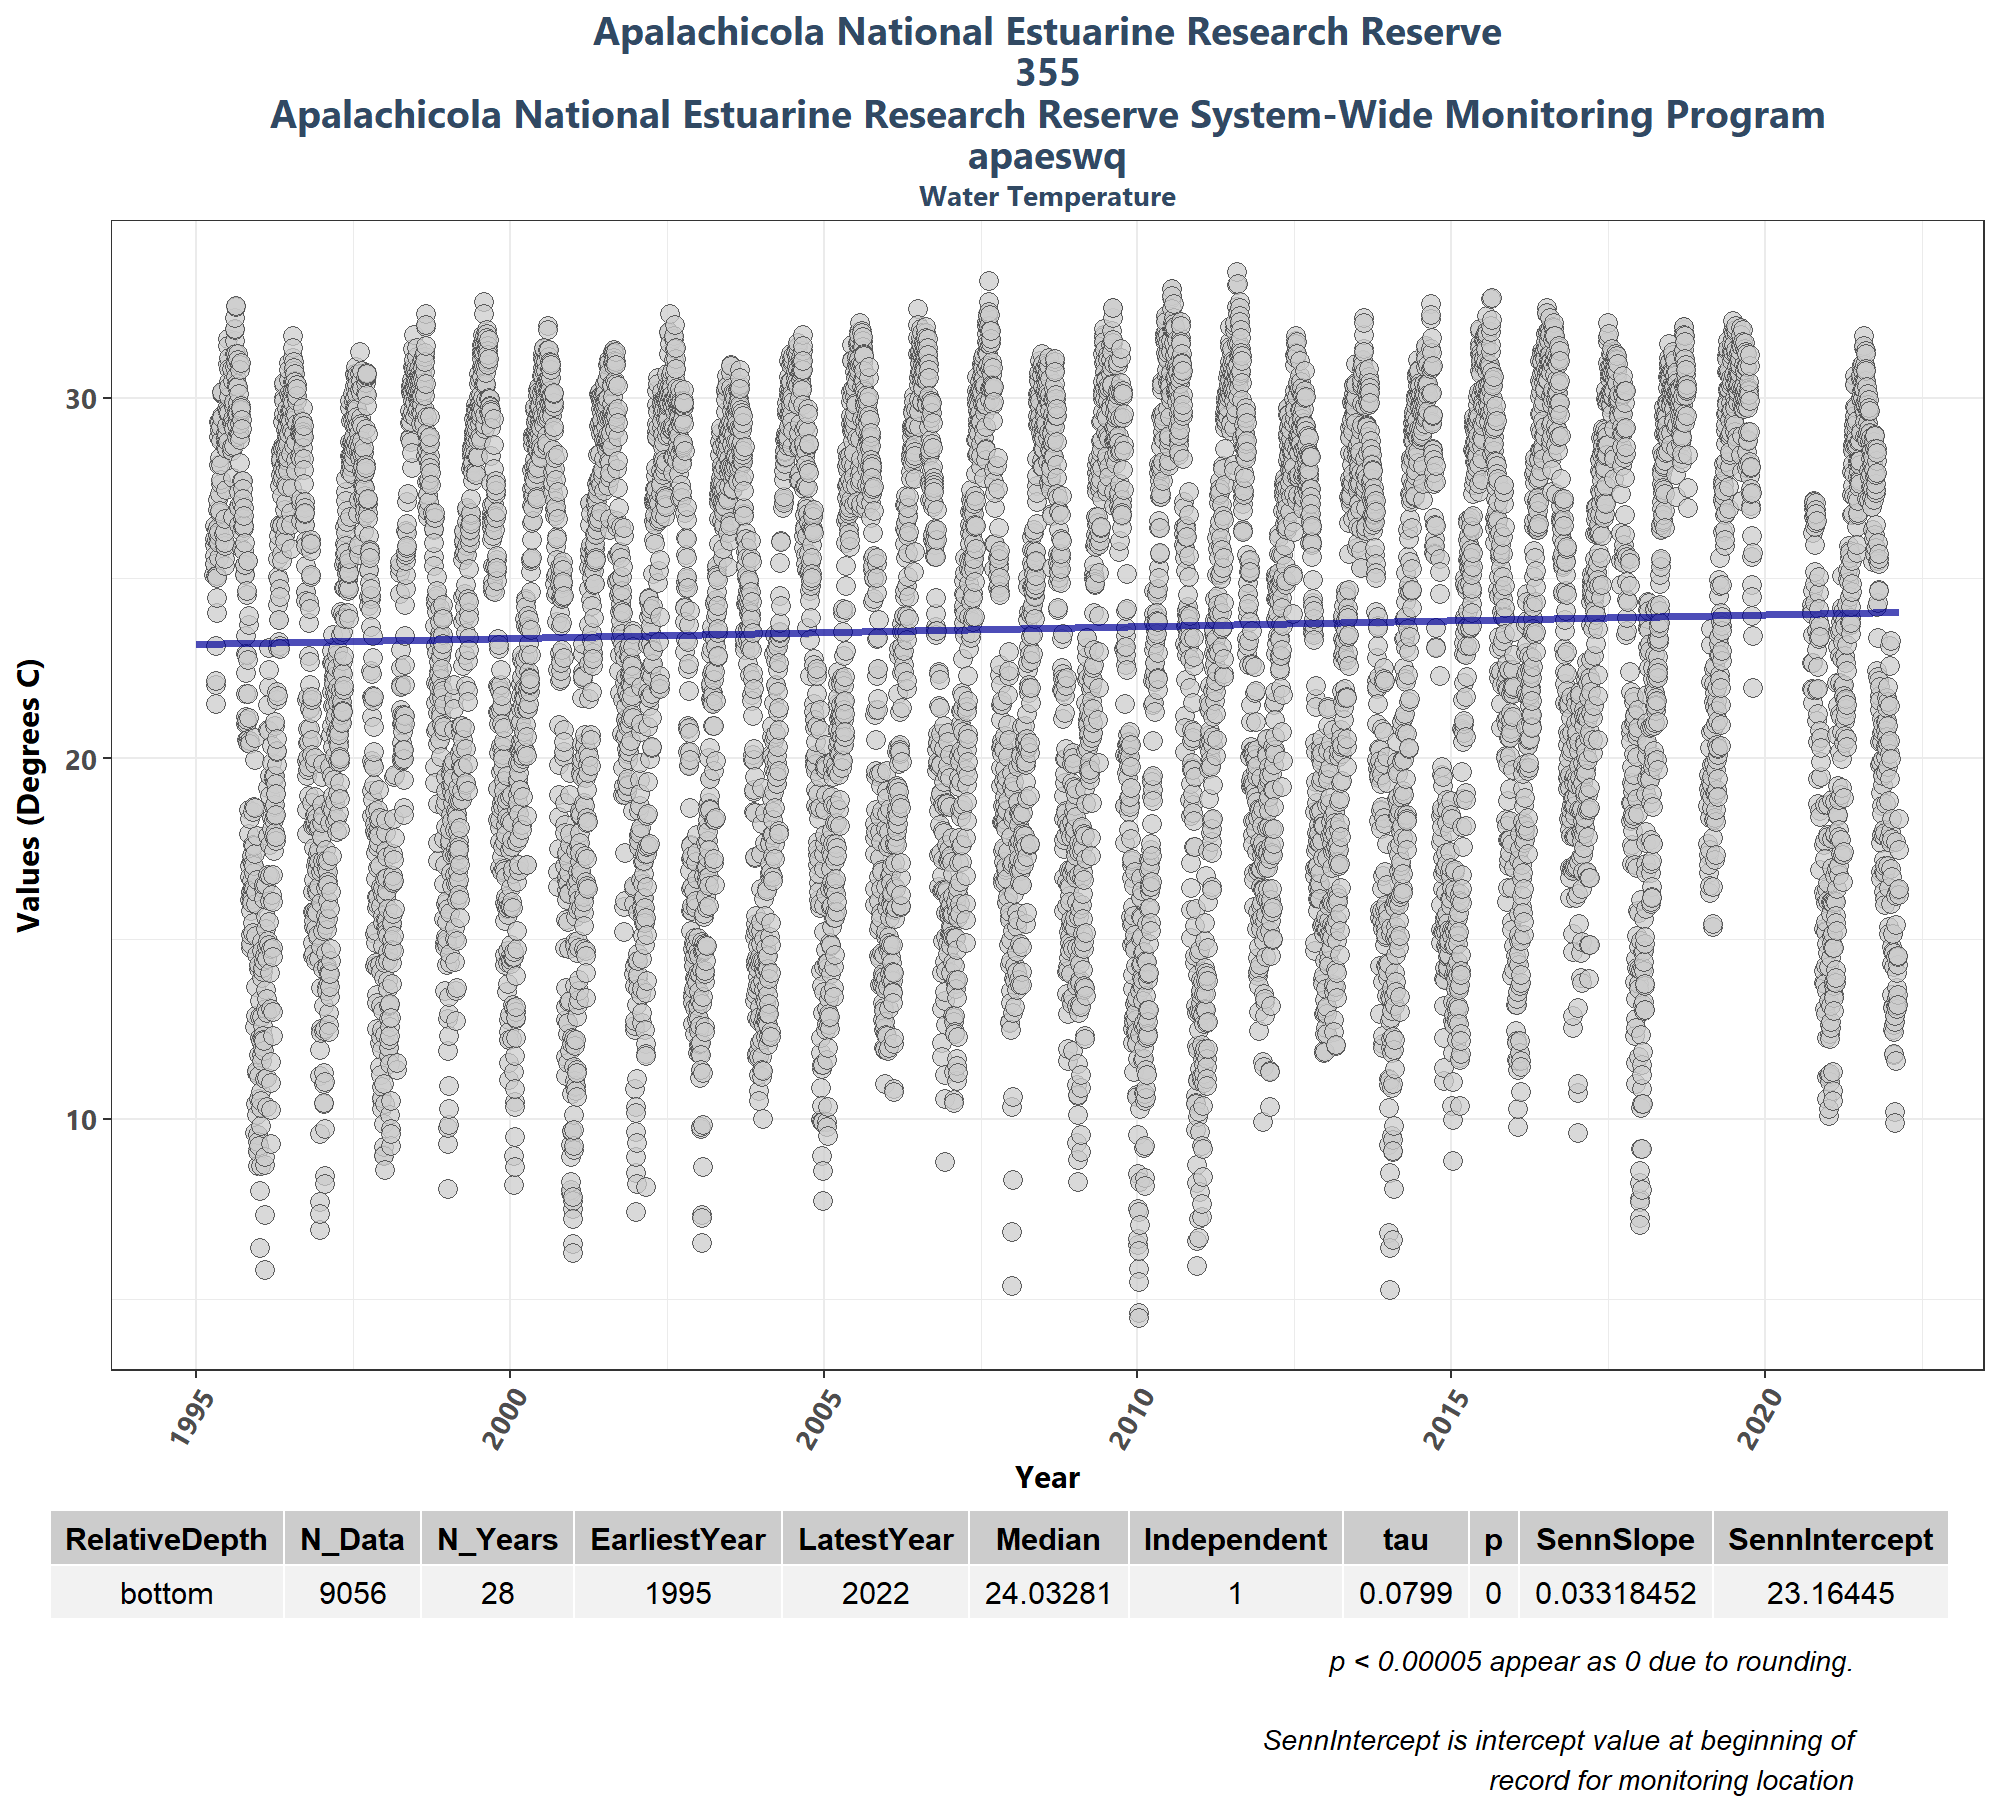 Apalachicola National Estuarine Research Reserve
355
Apalachicola National Estuarine Research Reserve System-Wide Monitoring Program
apaeswq
Water Temperature
Values (Degrees C)
30
20
10
1995
2000
2005
2010
2015
2020
Year
RelativeDepth N_Data N_Years EarliestYear LatestYear Median Independent tau p SennSlope SennIntercept
bottom 9056 28 1995 2022 24.03281 1 0.0799 0 0.03318452 23.16445
p < 0.00005 appear as 0 due to rounding.
SennIntercept is intercept value at beginning of
record for monitoring location